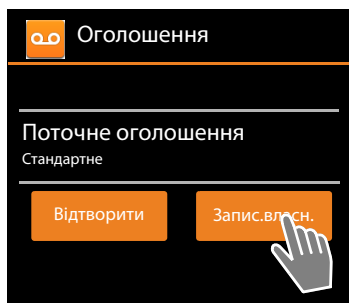 Оголошення
Поточне оголошення
Стандартне
Відтворити
Запис.власн.